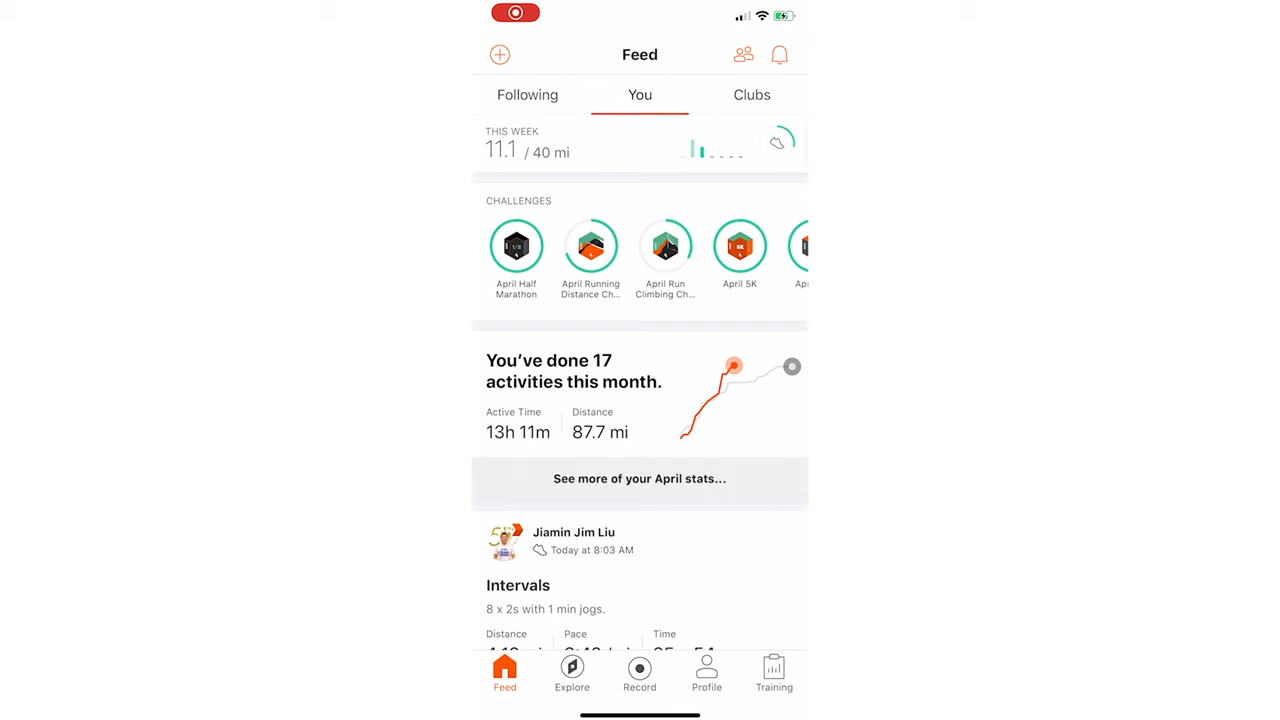 Feed
Following You Clubs
THIS WEEK
11.1 / 40 mi
CHALLENGES
1/2
5K
April Half
Marathon
April Running
Distance Ch...
April Run
Climbing Ch...
April 5K
You've done 17
activities this month.
Active Time Distance
13h 11m 87.7 mi
See more of your April stats...
Jiamin Jim Liu
Today at 8:03 AM
Intervals
8 x 2s with 1 min jogs.
Distance Pace Time
Feed Explore Record Profile Training